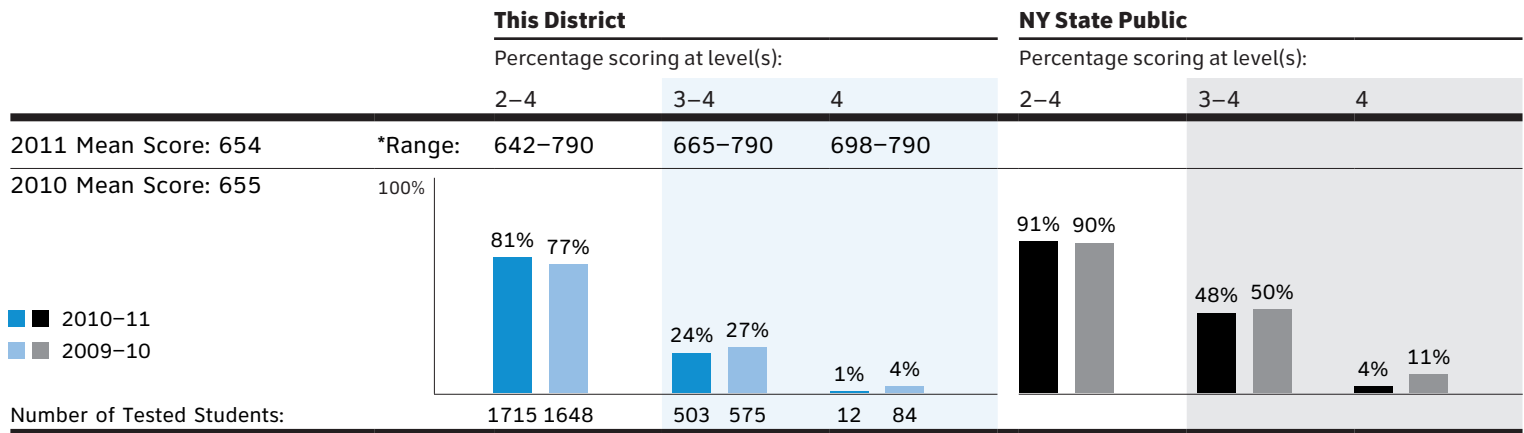 This District NY State Public
Percentage scoring at level(s): Percentage scoring at level(s):
2–4 3–4 4 2–4 3–4 4
2011 Mean Score: 654 *Range: 642–790 665–790 698–790
2010 Mean Score: 655 100%
81% 77% 24% 27% 1% 4% 91% 90% 48% 50% 4% 11%
2010–11
2009–10
Number of Tested Students: 1715 1648 503 575 12 84